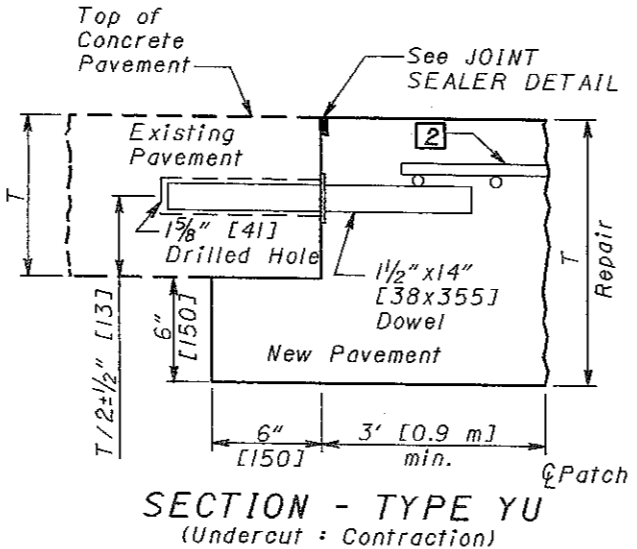 Top of
Concrete
Pavement
See JOINT
SEALER DETAIL
Existing
Pavement
2
T
1⅝" [41]
Drilled Hole
1½"x14"
[38x355]
Dowel
T
Repair
T/2±½" [13]
6"
[150]
New Pavement
6"
[150]
3' [0.9 m]
min.
℄ Patch
SECTION - TYPE YU
(Undercut : Contraction)